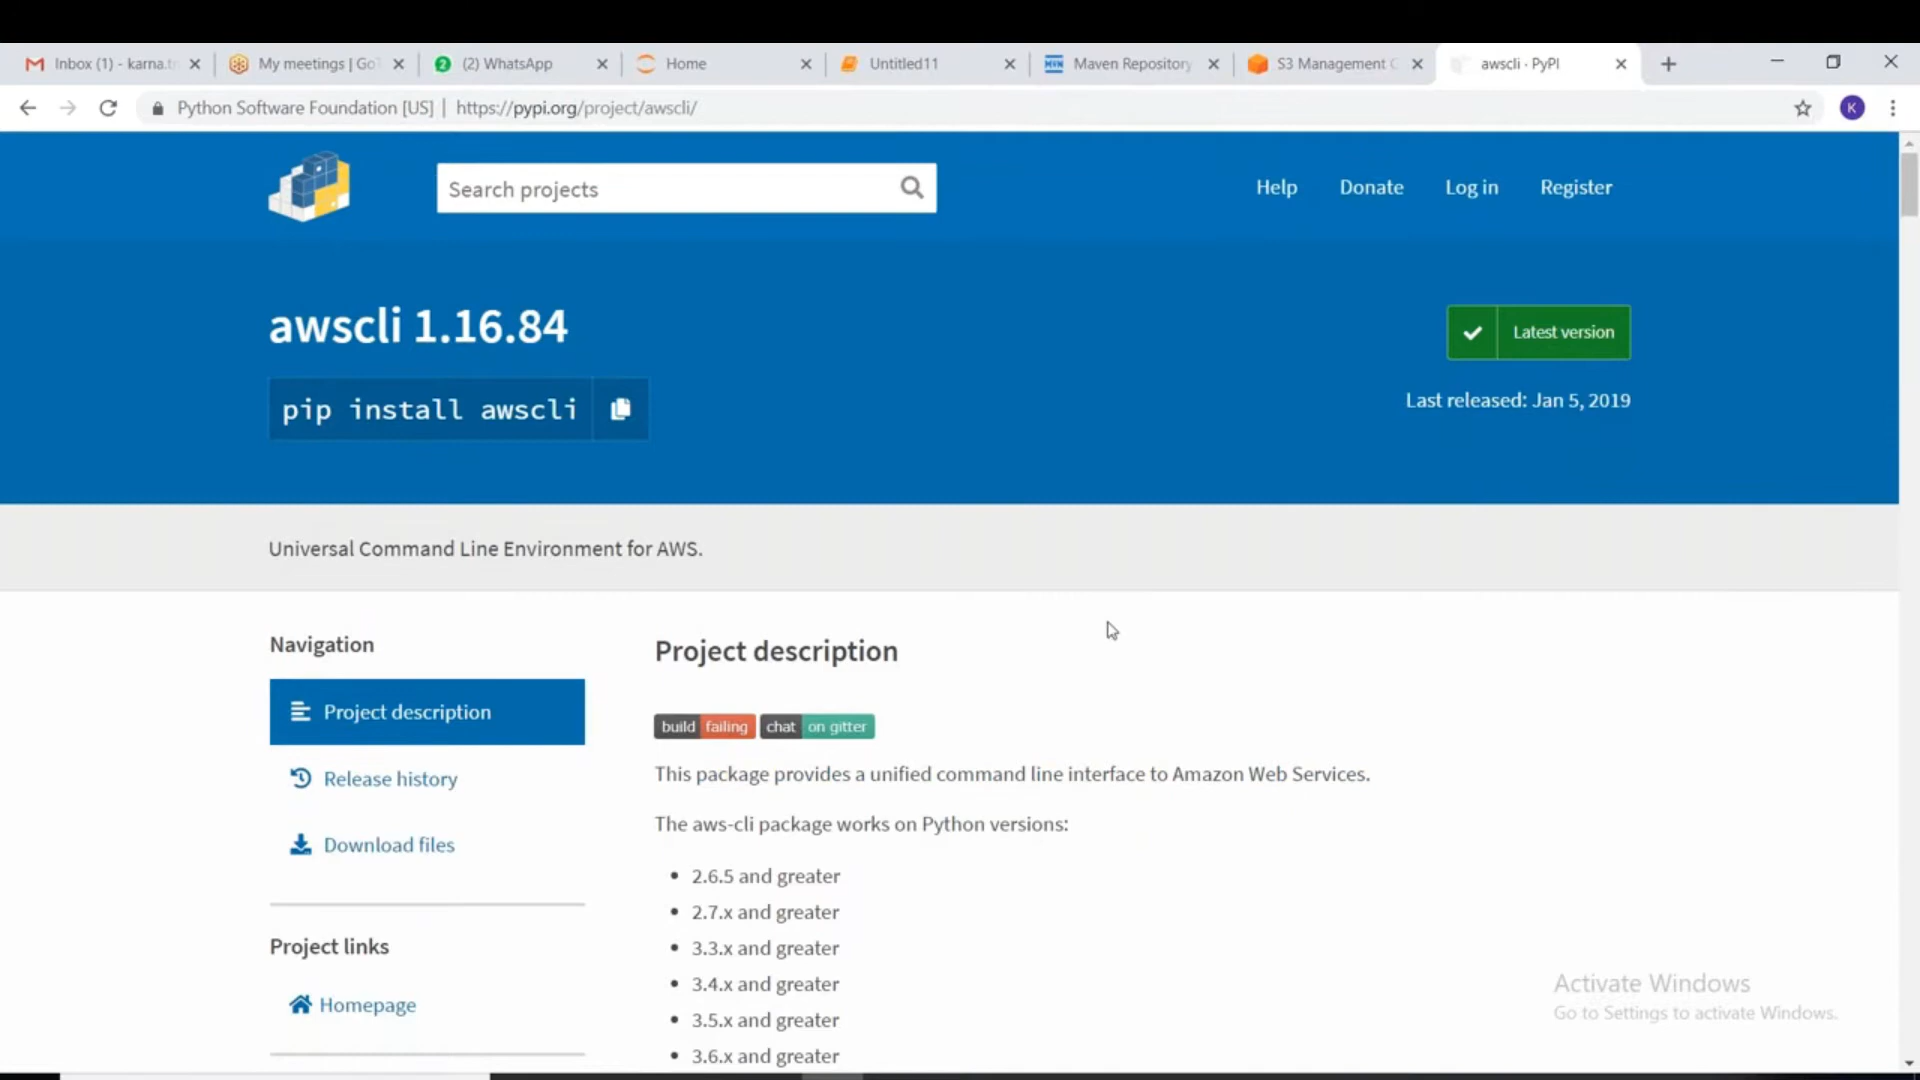 Inbox (1) - karna.tr
My meetings | GoT
2 (2) WhatsApp
Home
Untitled11
MVN Maven Repository
S3 Management C
awscli · PyPI
Python Software Foundation [US] | https://pypi.org/project/awscli/
K
Search projects
Help
Donate
Log in
Register
awscli 1.16.84
Latest version
pip install awscli
Last released: Jan 5, 2019
Universal Command Line Environment for AWS.
Navigation
Project description
Release history
Download files
Project links
Homepage
Project description
build failing chat on gitter
This package provides a unified command line interface to Amazon Web Services.
The aws-cli package works on Python versions:
• 2.6.5 and greater
• 2.7.x and greater
• 3.3.x and greater
• 3.4.x and greater
• 3.5.x and greater
• 3.6.x and greater
Activate Windows
Go to Settings to activate Windows.